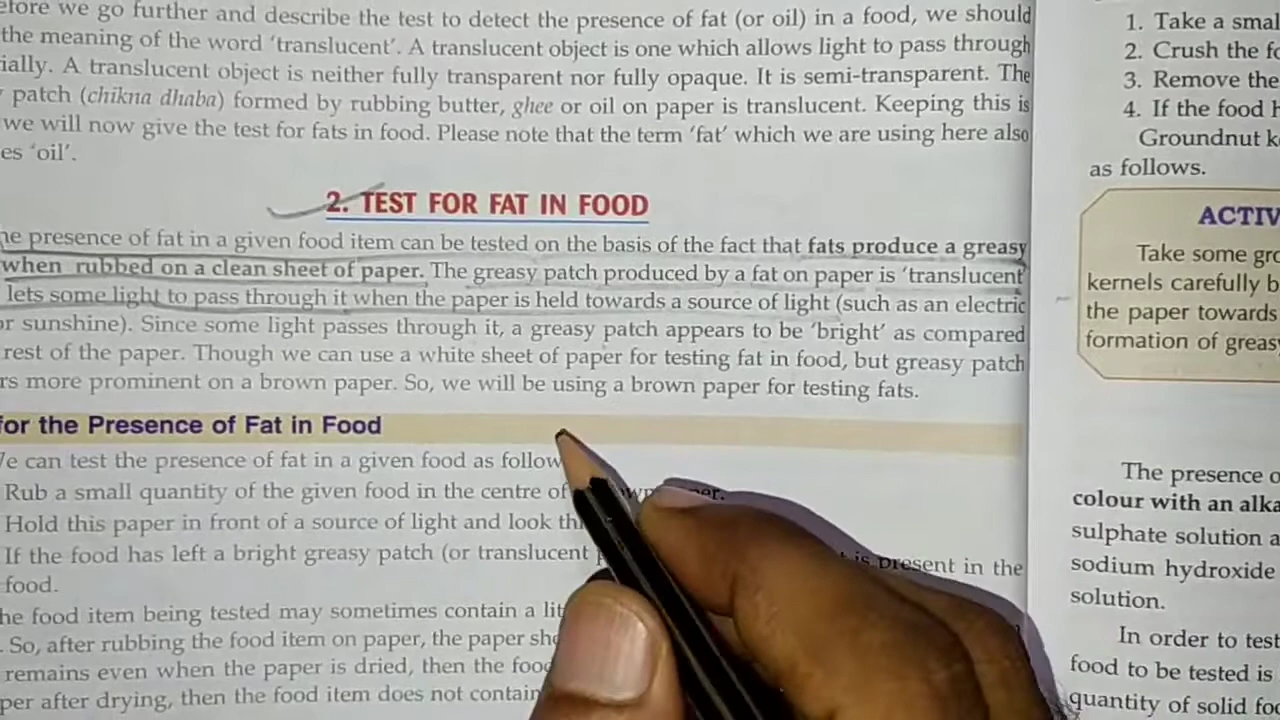 efore we go further and describe the test to detect the presence of fat (or oil) in a food, we should
the meaning of the word 'translucent'. A translucent object is one which allows light to pass through
ially. A translucent object is neither fully transparent nor fully opaque. It is semi-transparent. The
patch (chikna dhaba) formed by rubbing butter, ghee or oil on paper is translucent. Keeping this is
we will now give the test for fats in food. Please note that the term 'fat' which we are using here also
es 'oil'.
2. TEST FOR FAT IN FOOD
he presence of fat in a given food item can be tested on the basis of the fact that fats produce a greasy
when rubbed on a clean sheet of paper. The greasy patch produced by a fat on paper is 'translucent'
lets some light to pass through it when the paper is held towards a source of light (such as an electric
or sunshine). Since some light passes through it, a greasy patch appears to be 'bright' as compared
rest of the paper. Though we can use a white sheet of paper for testing fat in food, but greasy patch
rs more prominent on a brown paper. So, we will be using a brown paper for testing fats.
for the Presence of Fat in Food
We can test the presence of fat in a given food as follow
Rub a small quantity of the given food in the centre of
Hold this paper in front of a source of light and look th
If the food has left a bright greasy patch (or translucent is present in the
food.
he food item being tested may sometimes contain a lit
. So, after rubbing the food item on paper, the paper sh
remains even when the paper is dried, then the food
per after drying, then the food item does not contain
1. Take a smal
2. Crush the fo
3. Remove the
4. If the food h
Groundnut k
as follows.
ACTIV
Take some gro
kernels carefully b
the paper towards
formation of greasy
The presence o
colour with an alka
sulphate solution a
sodium hydroxide
solution.
In order to test
food to be tested is
quantity of solid foo